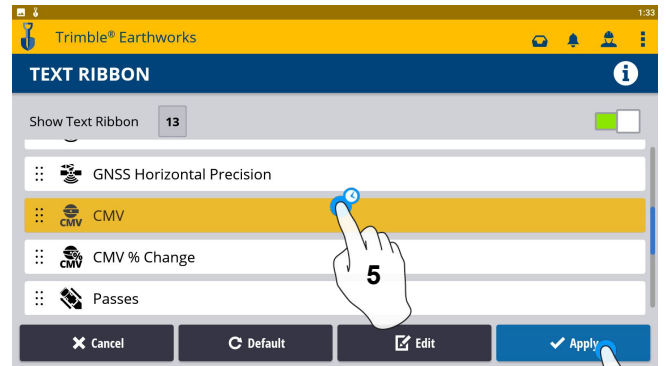 1:33
Trimble® Earthworks
TEXT RIBBON
Show Text Ribbon 13
GNSS Horizontal Precision
CMV CMV
CMV CMV % Change
Passes
5
Cancel Default Edit Apply